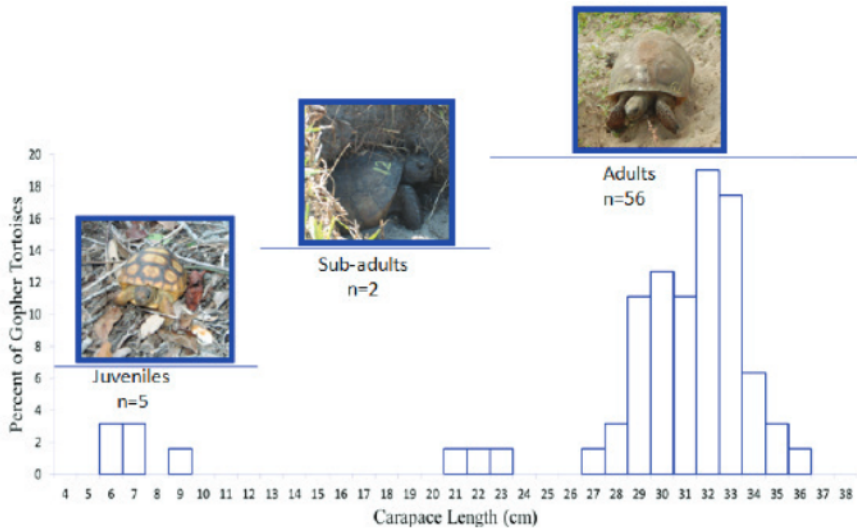 Percent of Gopher Tortoises
20
18
16
14
12
10
8
6
4
2
0
Juveniles
n=5
Sub-adults
n=2
12
Adults
n=56
4 5 6 7 8 9 10 11 12 13 14 15 16 17 18 19 20 21 22 23 24 25 26 27 28 29 30 31 32 33 34 35 36 37 38
Carapace Length (cm)